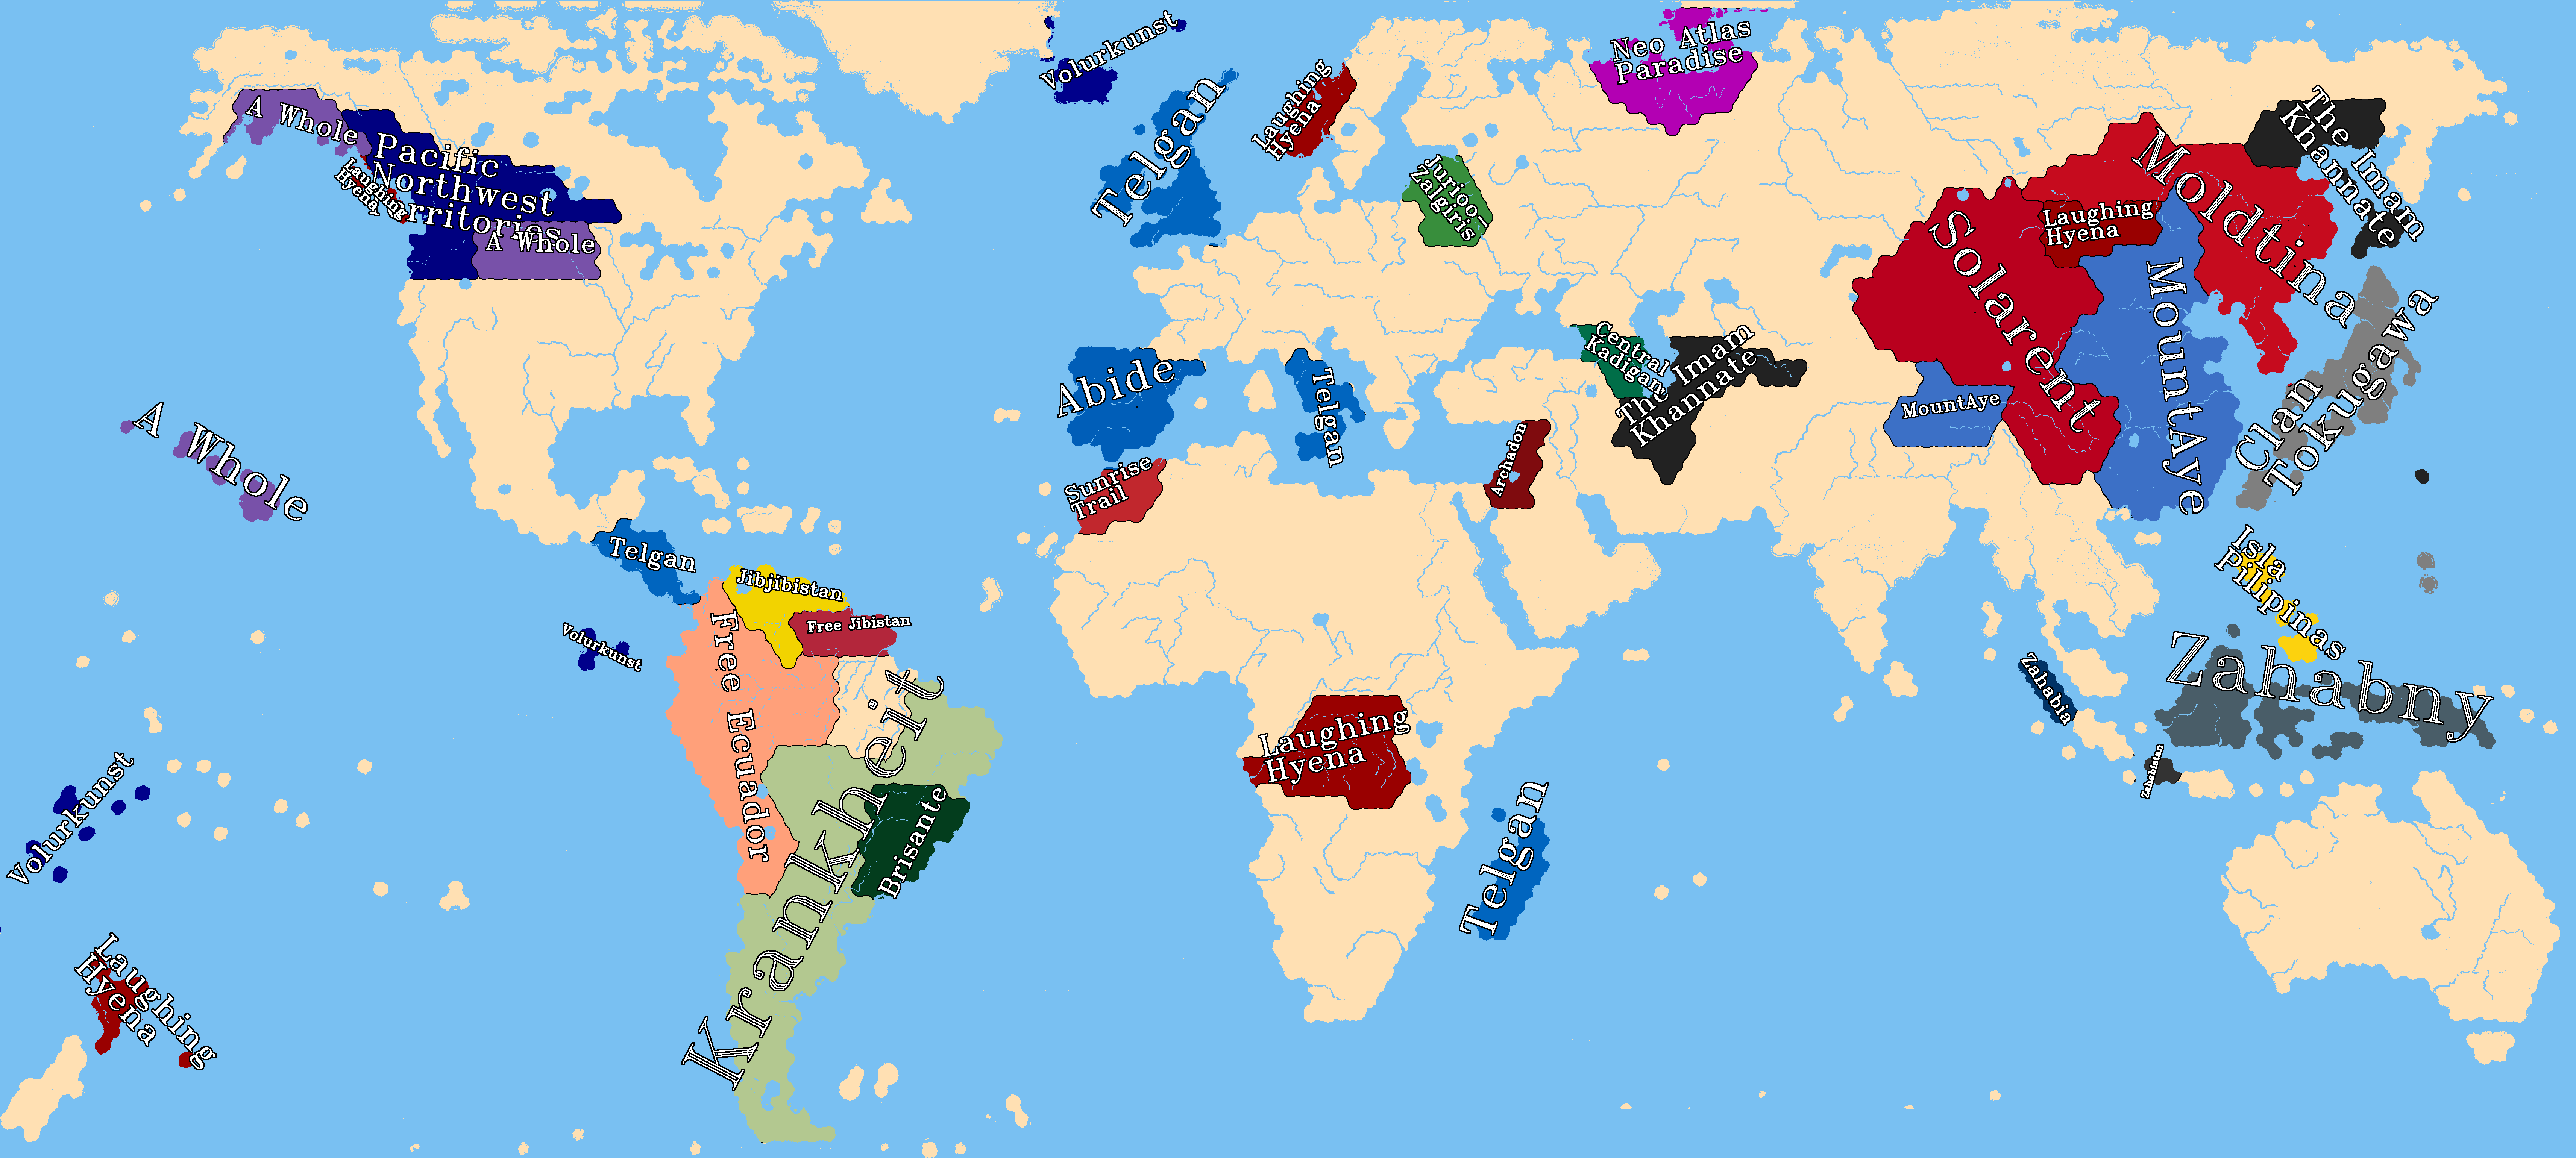 Volurkunst
Neo Atlas
Paradise
Laughing
Hyena
Telgan
A Whole
Pacific
Northwest
Territories
Laughing
Hyena
A Whole
Jurioo-
Zalgiris
The Iman
Khannate
Moldtina
Laughing
Hyena
Solarent
MountAye
MountAye
Clan
Tokugawa
Central
Kadigan
The Imam
Khannate
Abide
Telgan
Archadon
Sunrise
Trail
A Whole
Telgan
Jibjibistan
Free Jibistan
Free Ecuador
Volurkunst
Krankheit
Brisante
Isla
Pilipinas
Zahabny
Zahabia
Zahabistan
Laughing
Hyena
Telgan
Volurkunst
Laughing
Hyena